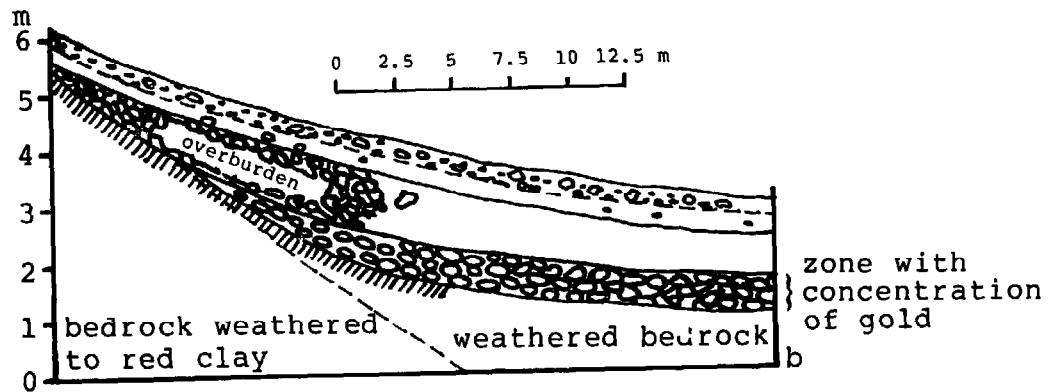 m
6
5
4
3
2
1
0
0 2.5 5 7.5 10 12.5 m
overburden
zone with
concentration
of gold
bedrock weathered
to red clay
weathered bedrock
b